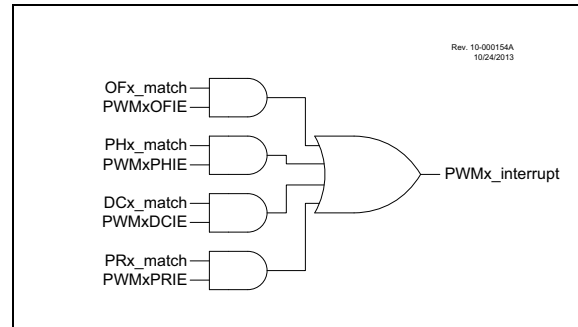 Rev. 10-000154A
10/24/2013
OFx_match
PWMxOFIE
PHx_match
PWMxPHIE
DCx_match
PWMxDCIE
PRx_match
PWMxPRIE
PWMx_interrupt